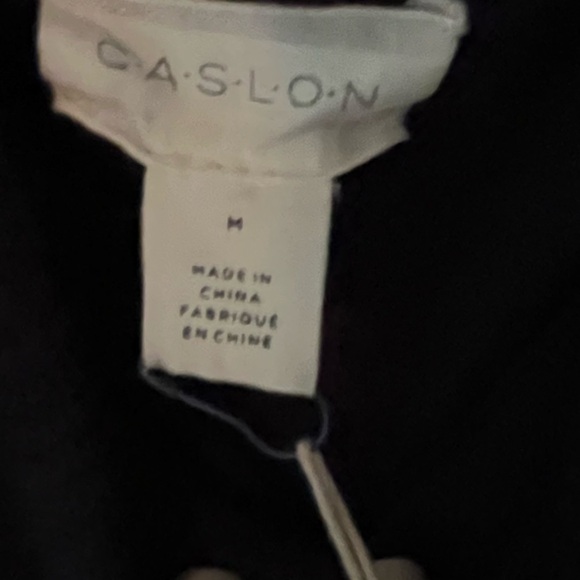 C·A·S·L·O·N
M
MADE IN
CHINA
FABRIQUÉ
EN CHINE